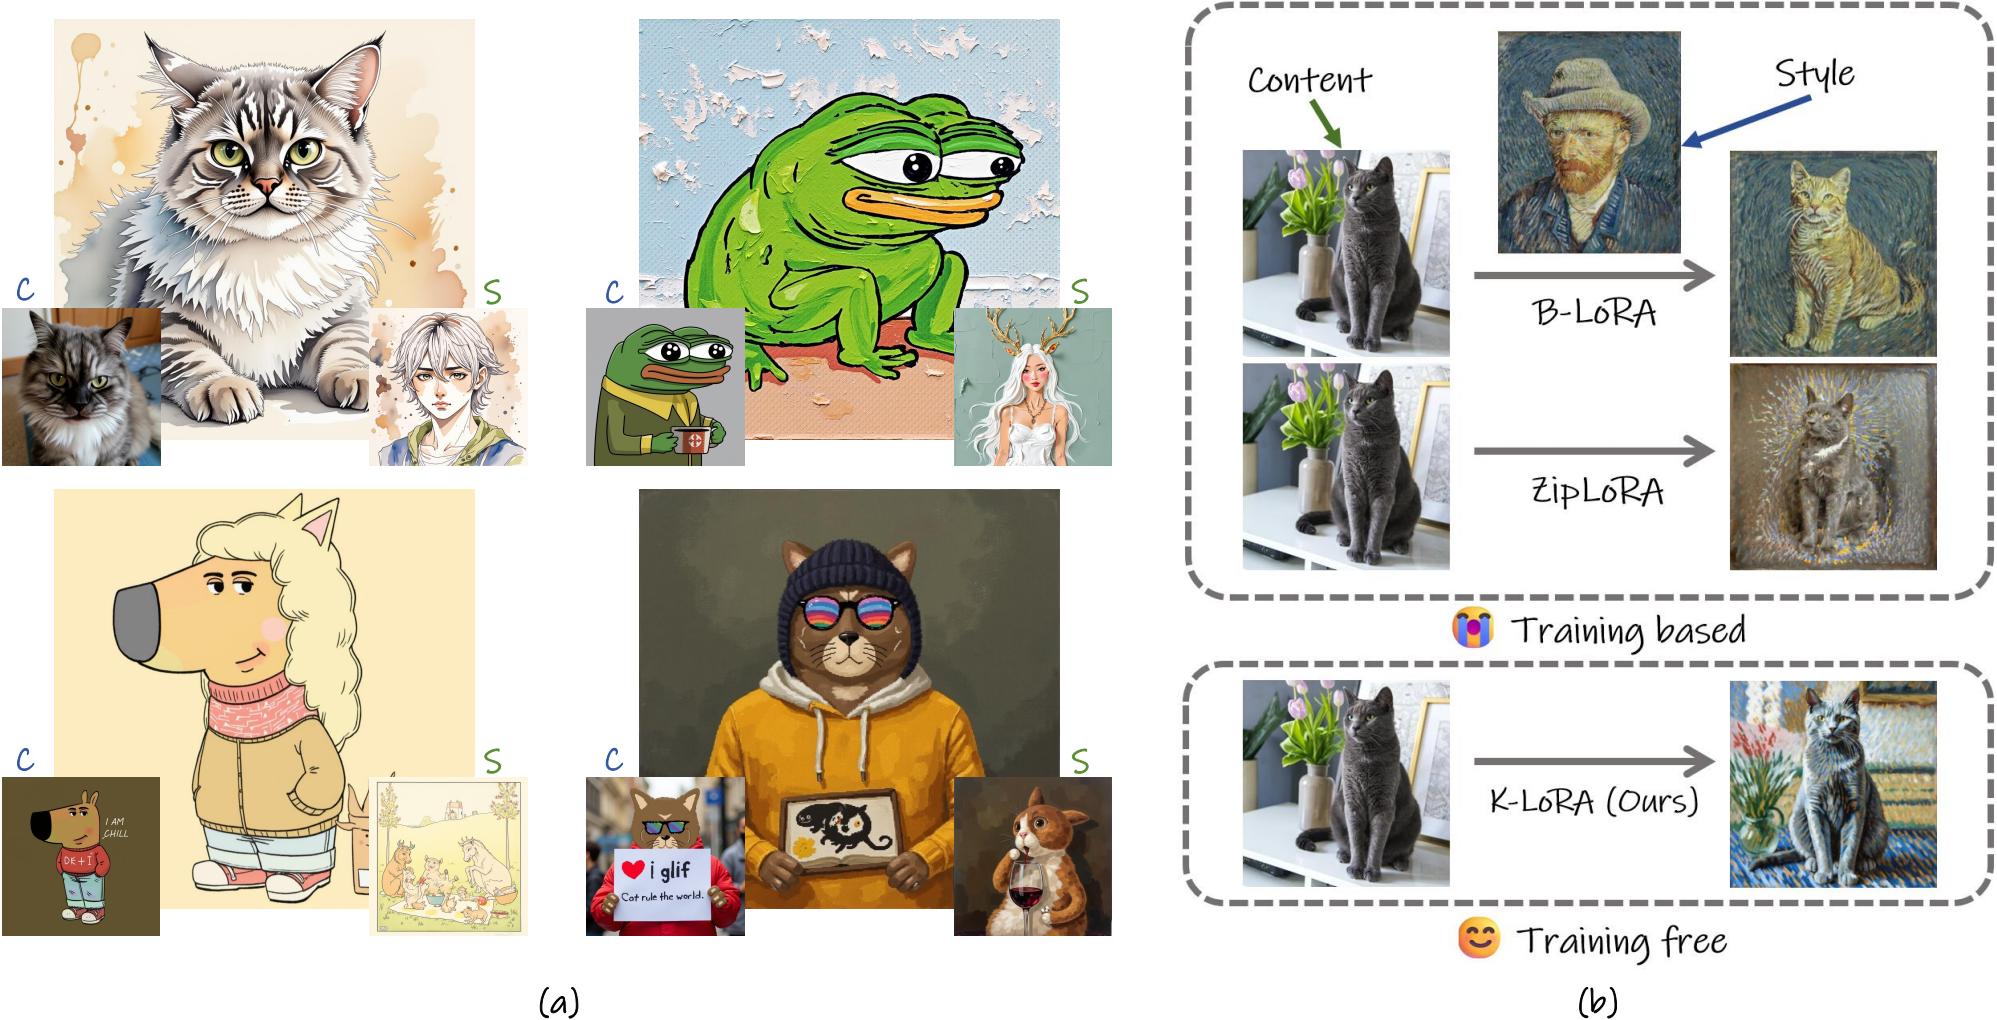 C
S
C
S
C
I AM
CHILL
DE+I
S
C
i glif
Cat rule the world.
S
(a)
Content
Style
B-LoRA
ZipLoRA
Training based
K-LoRA (Ours)
Training free
(b)